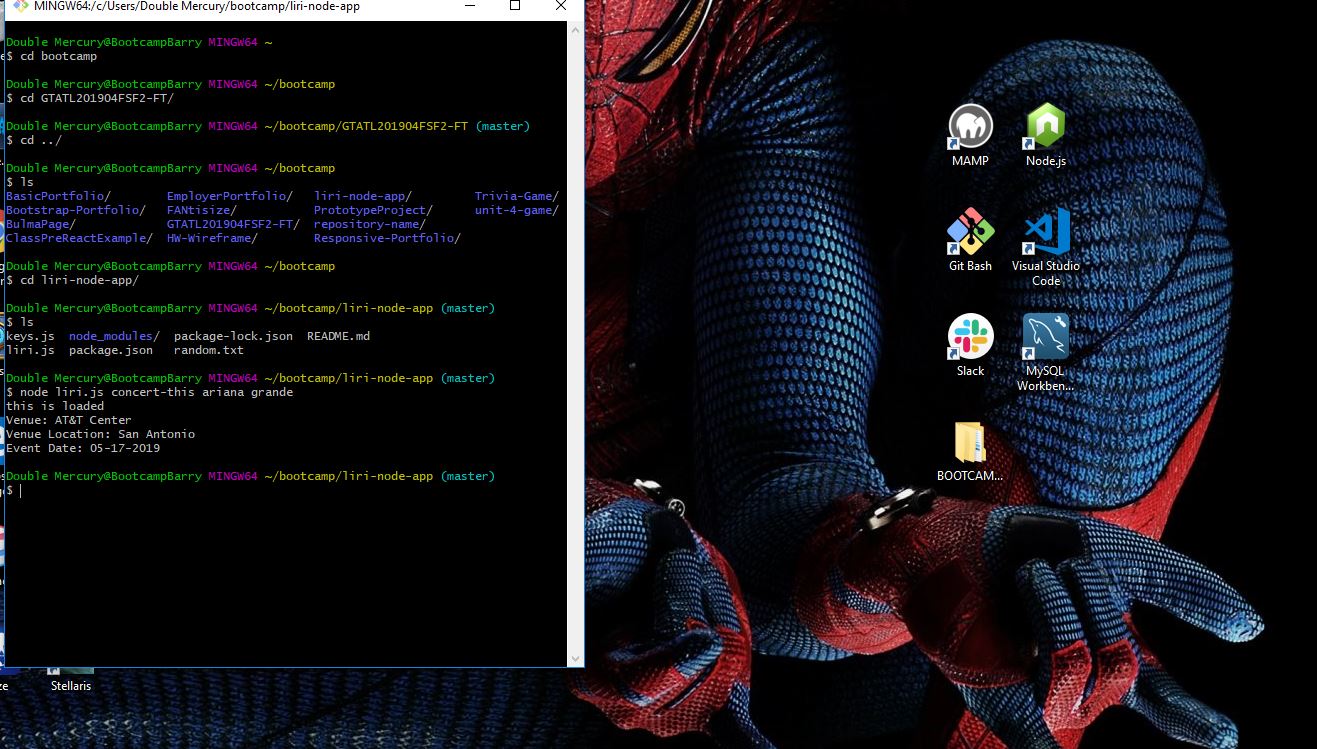 MINGW64:/c/Users/Double Mercury/bootcamp/liri-node-app
Double Mercury@BootcampBarry MINGW64 ~
$ cd bootcamp
Double Mercury@BootcampBarry MINGW64 ~/bootcamp
$ cd GTATL201904FSF2-FT/
Double Mercury@BootcampBarry MINGW64 ~/bootcamp/GTATL201904FSF2-FT (master)
$ cd ../
Double Mercury@BootcampBarry MINGW64 ~/bootcamp
$ ls
BasicPortfolio/ EmployerPortfolio/ liri-node-app/ Trivia-Game/
Bootstrap-Portfolio/ FANtisize/ PrototypeProject/ unit-4-game/
BulmaPage/ GTATL201904FSF2-FT/ repository-name/
ClassPreReactExample/ HW-Wireframe/ Responsive-Portfolio/
Double Mercury@BootcampBarry MINGW64 ~/bootcamp
$ cd liri-node-app/
Double Mercury@BootcampBarry MINGW64 ~/bootcamp/liri-node-app (master)
$ ls
keys.js node_modules/ package-lock.json README.md
liri.js package.json random.txt
Double Mercury@BootcampBarry MINGW64 ~/bootcamp/liri-node-app (master)
$ node liri.js concert-this ariana grande
this is loaded
Venue: AT&T Center
Venue Location: San Antonio
Event Date: 05-17-2019
Double Mercury@BootcampBarry MINGW64 ~/bootcamp/liri-node-app (master)
$
MAMP
Node.js
Git Bash
Visual Studio
Code
Slack
MySQL
Workben...
BOOTCAM...
Stellaris